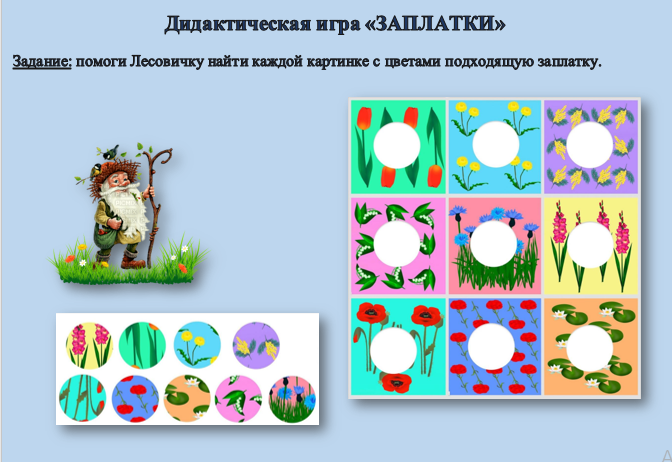 Дидактическая игра «ЗАПЛАТКИ»
Задание: помоги Лесовичку найти каждой картинке с цветами подходящую заплатку.